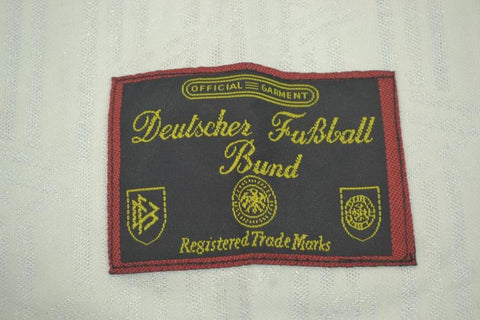 OFFICIAL GARMENT
Deutscher Fußball
Bund
Registered Trade Marks